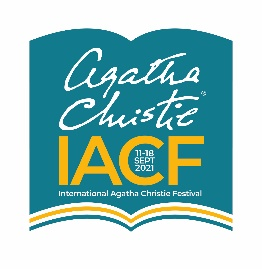 Agatha
Christie®
IACF
11-18
SEPT
2021
International Agatha Christie Festival